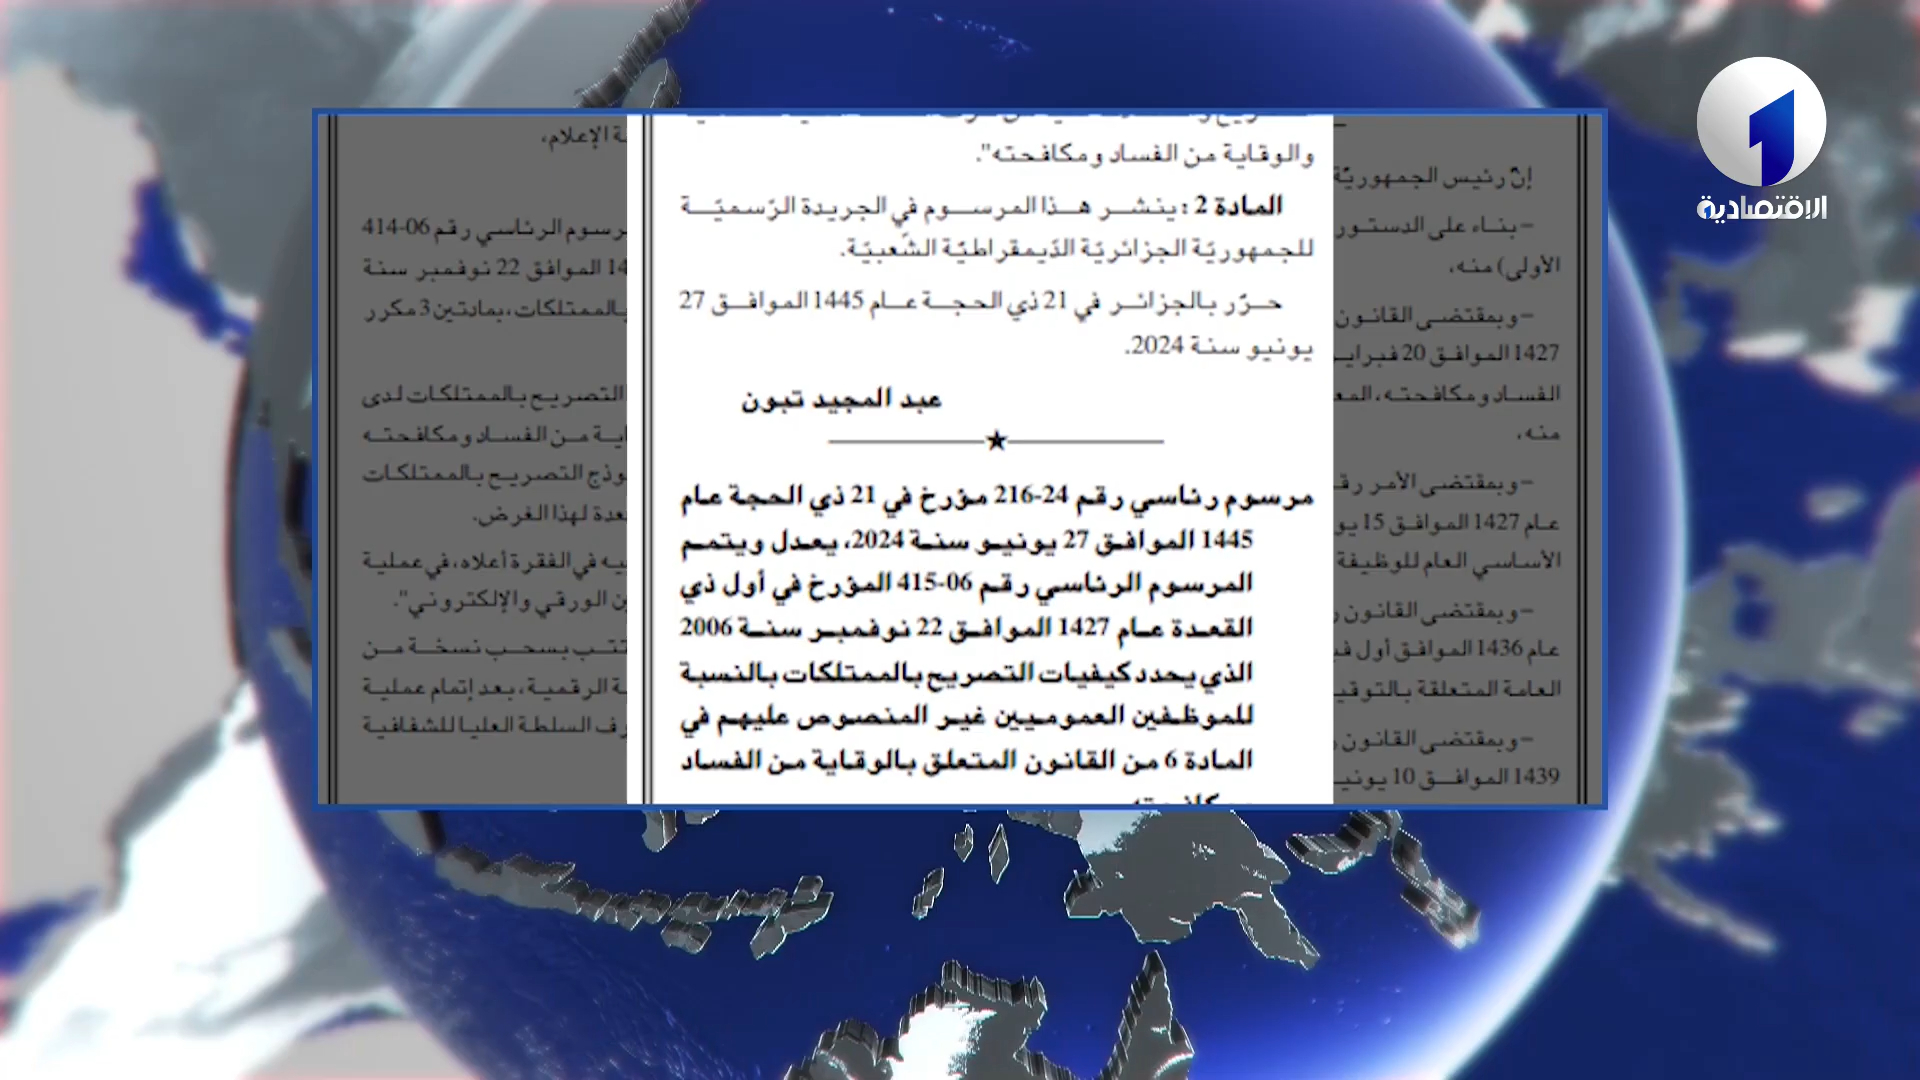 والوقاية من الفساد ومكافحته".
المادة 2 : ينشر هذا المرسوم في الجريدة الرّسميّة
للجمهوريّة الجزائريّة الدّيمقراطيّة الشّعبيّة.
حرّر بالجزائر في 21 ذي الحجة عام 1445 الموافق 27
يونيو سنة 2024.
عبد المجيد تبون
مرسوم رئاسي رقم 24-216 مؤرخ في 21 ذي الحجة عام
1445 الموافق 27 يونيو سنة 2024، يعدل ويتمم
المرسوم الرئاسي رقم 06-415 المؤرخ في أول ذي
القعدة عام 1427 الموافق 22 نوفمبر سنة 2006
الذي يحدد كيفيات التصريح بالممتلكات بالنسبة
للموظفين العموميين غير المنصوص عليهم في
المادة 6 من القانون المتعلق بالوقاية من الفساد
إنّ رئيس الجمهوريّة
– بناء على الدستور
الأولى) منه،
– وبمقتضى القانون
1427 الموافق 20 فبراير
الفساد ومكافحته،
منه،
– وبمقتضى الأمر
عام 1427 الموافق 15
الأساسي العام للوظيفة
– وبمقتضى القانون
عام 1436 الموافق أول
العامة المتعلقة
– وبمقتضى القانون
1439 الموافق 10
الإعلام،
الرئاسي رقم 06-414
الموافق 22 نوفمبر سنة
بالممتلكات، بمادتين 3 مكرر
التصريح بالممتلكات لدى
من الفساد ومكافحته
التصريح بالممتلكات
لهذا الغرض.
في الفقرة أعلاه، في عملية
الورقي والإلكتروني".
بسحب نسخة من
الرقمية، بعد إتمام عملية
السلطة العليا للشفافية
الإقتصادية